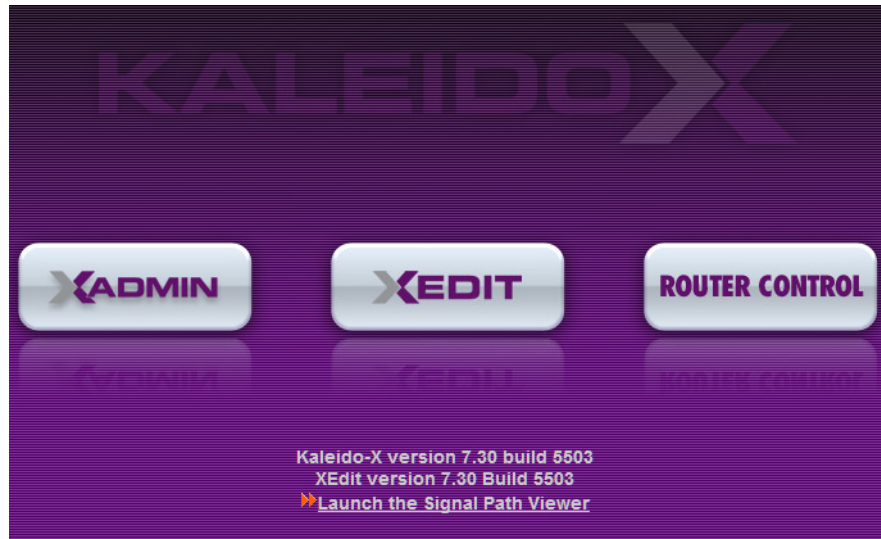 KALEIDOX
XADMIN
XEDIT
ROUTER CONTROL
Kaleido-X version 7.30 build 5503
XEdit version 7.30 Build 5503
Launch the Signal Path Viewer